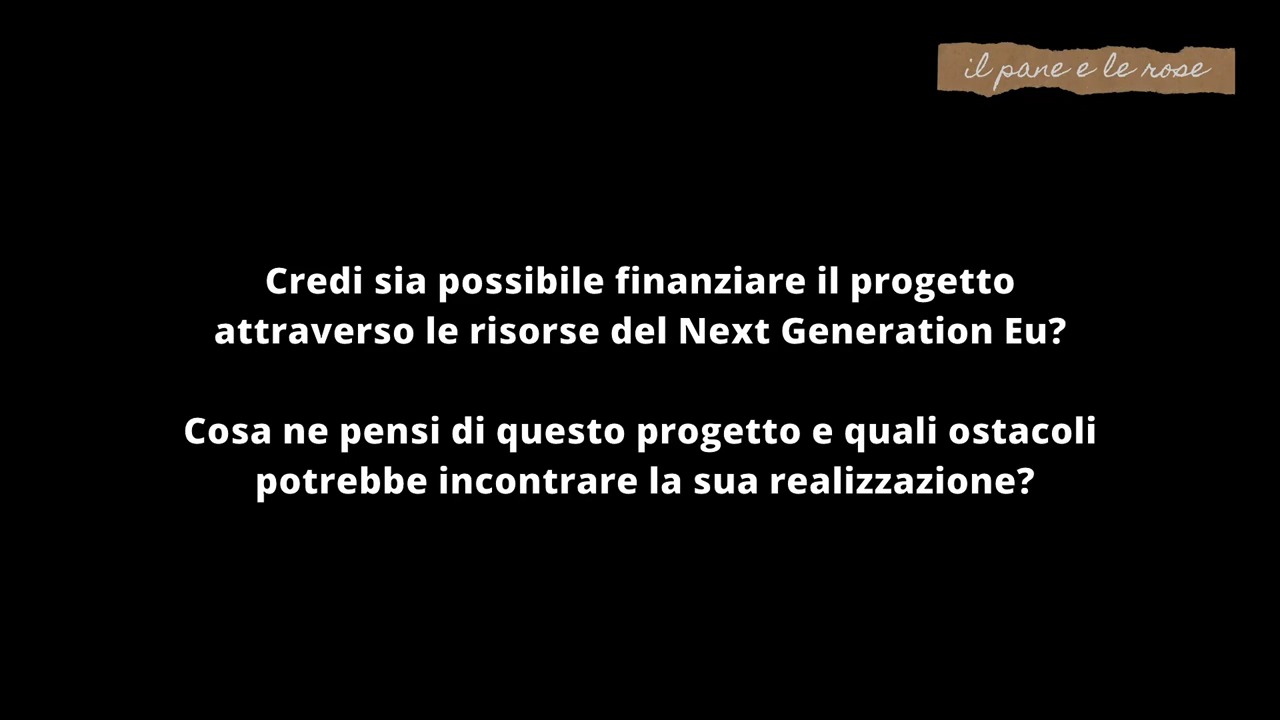 il pane e le rose
Credi sia possibile finanziare il progetto
attraverso le risorse del Next Generation Eu?
Cosa ne pensi di questo progetto e quali ostacoli
potrebbe incontrare la sua realizzazione?